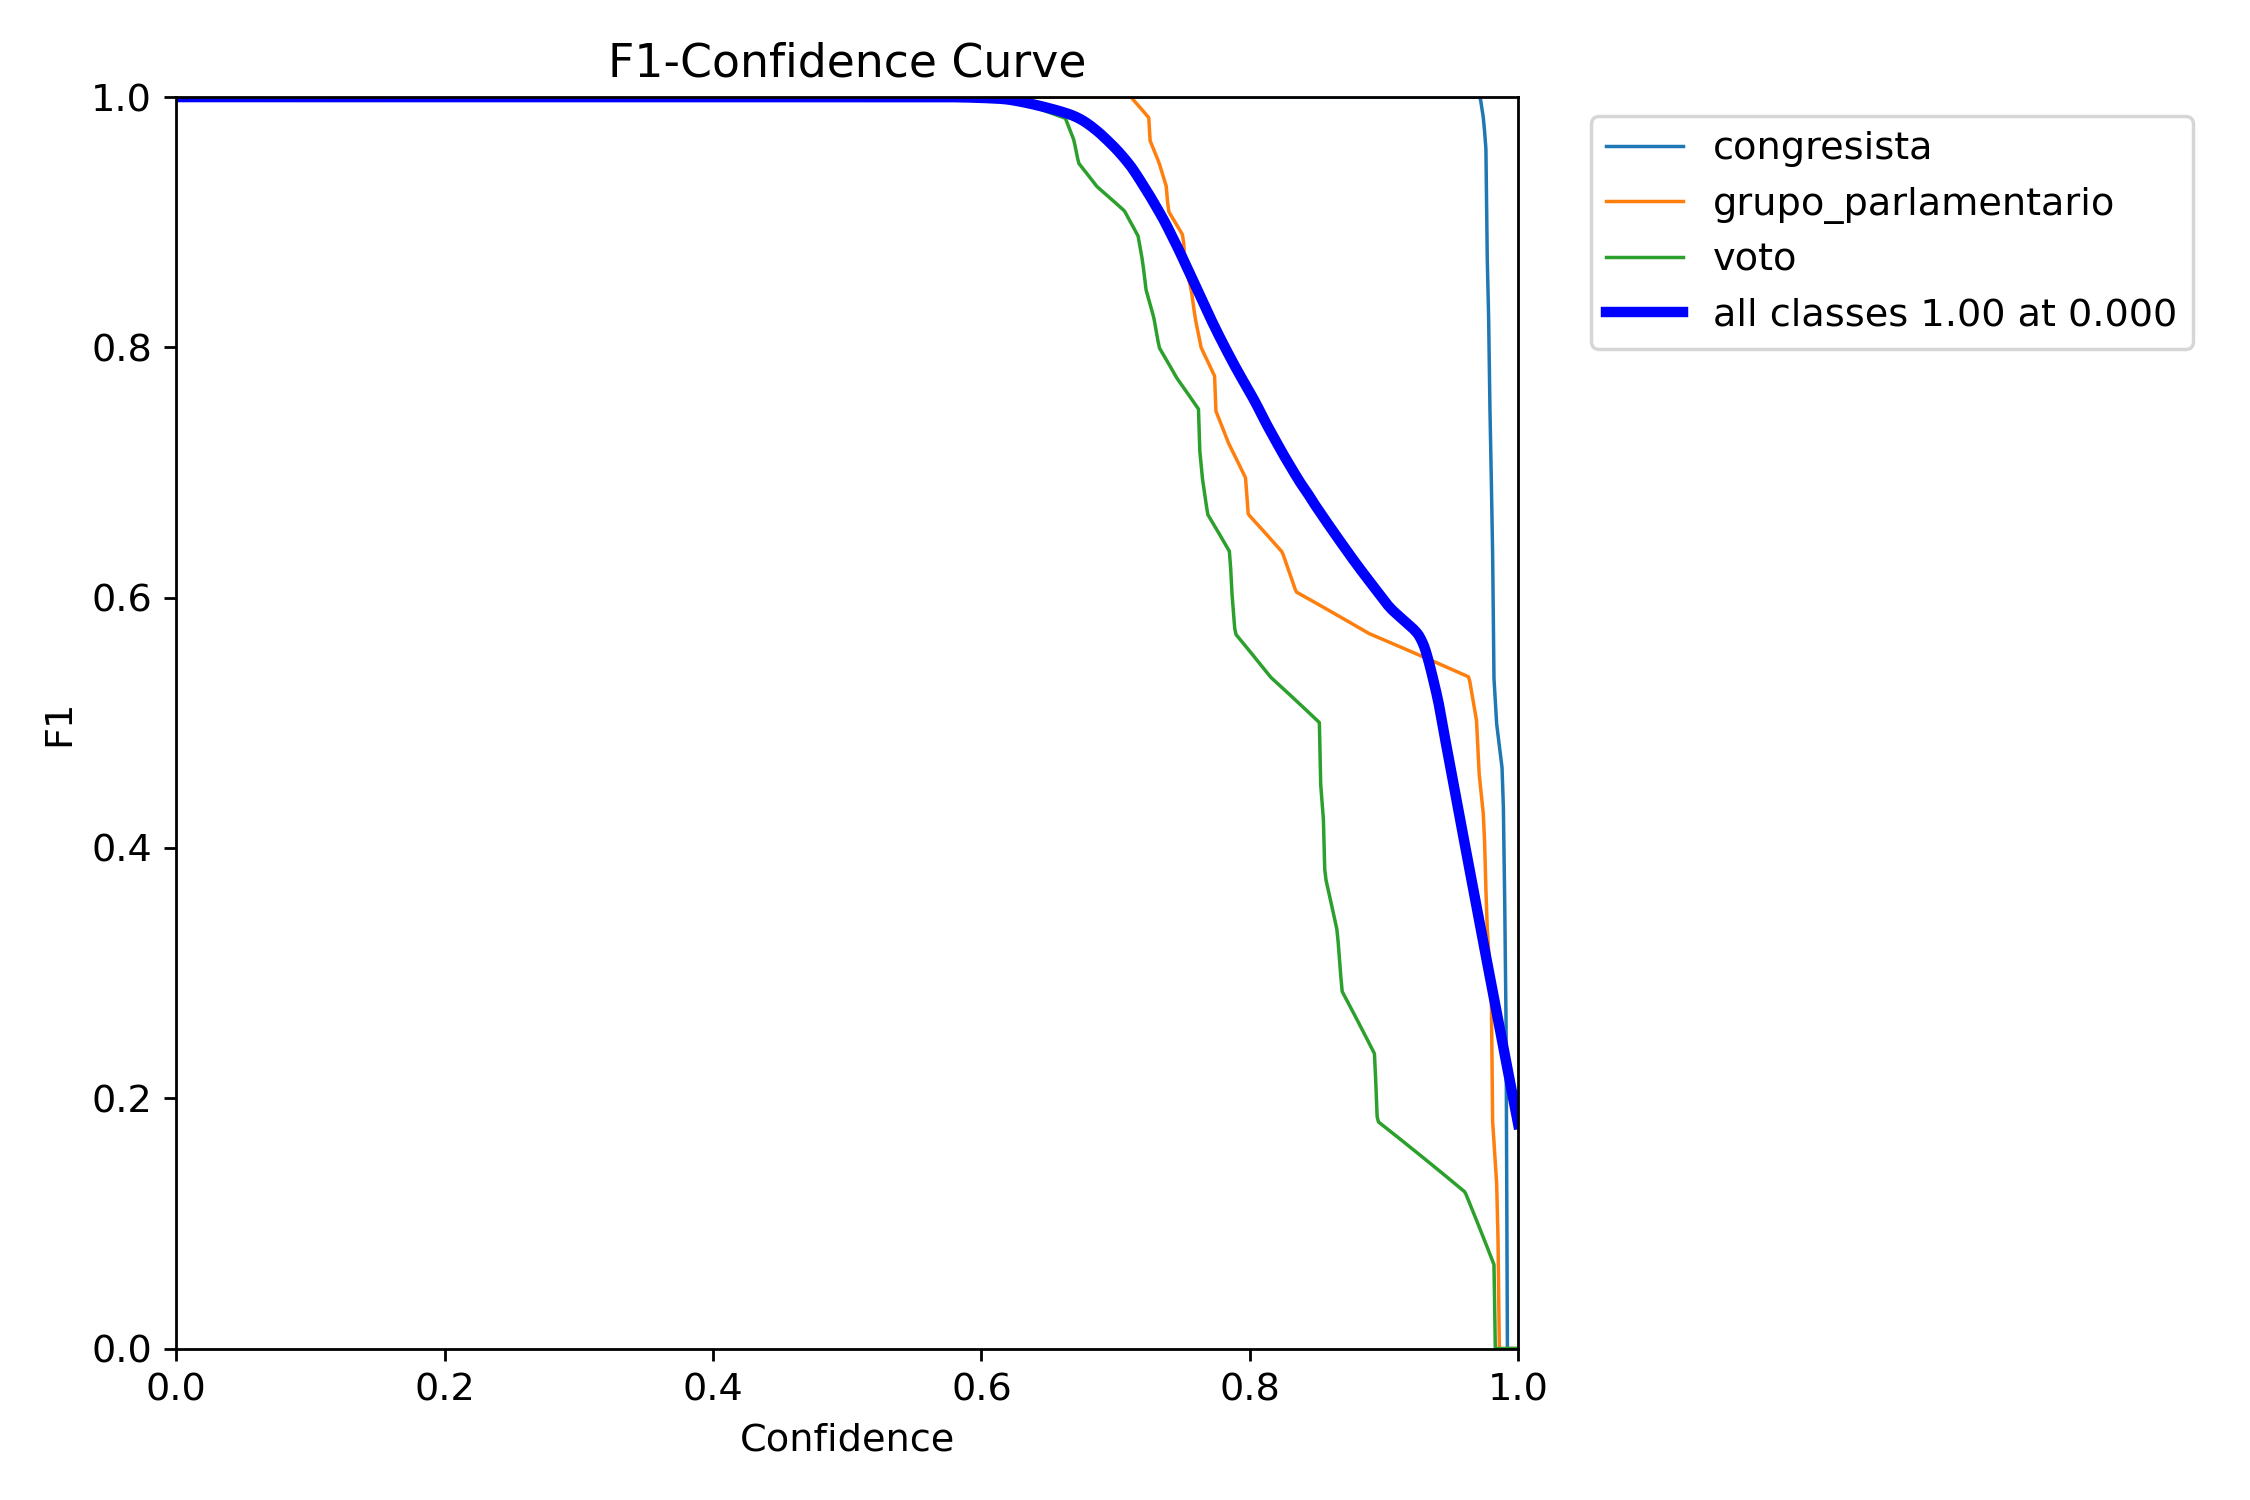 F1-Confidence Curve
congresista
grupo_parlamentario
voto
all classes 1.00 at 0.000
1.0
0.8
0.6
0.4
0.2
0.0
F1
0.0 0.2 0.4 0.6 0.8 1.0
Confidence